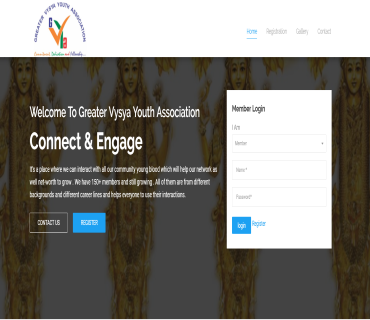 GREATER VYSYA YOUTH ASSOCIATION
G
Y
a
Home
Registration
Gallery
Contact
Welcome To Greater Vysya Youth Association
Connect & Engage
It's a place where we can interact with all our community young blood which will help our network as
well net-worth to grow . We have 150+ members and still growing . All of them are from different
backgrounds and different career lines and helps everyone to use their interactions.
CONTACT US
REGISTER
Member Login
I Am
Member
Name *
Password*
login
Register